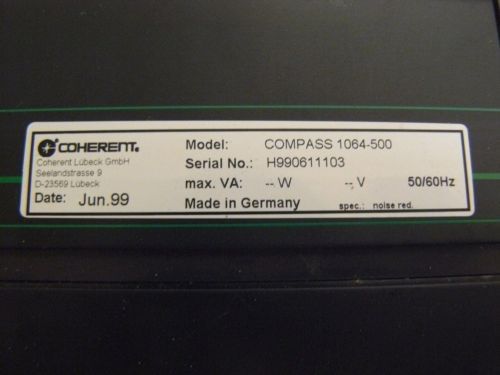 COHERENT. Model: COMPASS 1064-500
Coherent Lübeck GmbH
Seelandstrasse 9 Serial No.: H990611103
D-23569 Lübeck max. VA: -- W --, V 50/60Hz
Date: Jun.99 Made in Germany spec.: noise red.